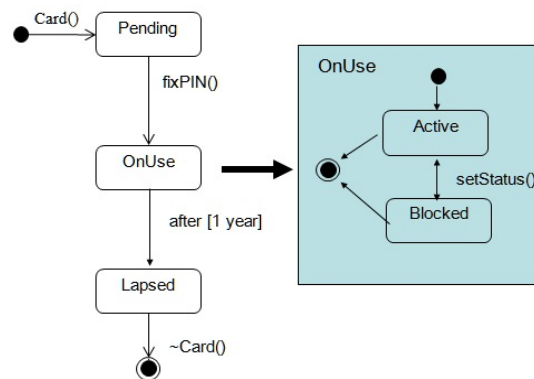 Card()
Pending
fixPIN()
OnUse
after [1 year]
Lapsed
~Card()
OnUse
Active
setStatus()
Blocked